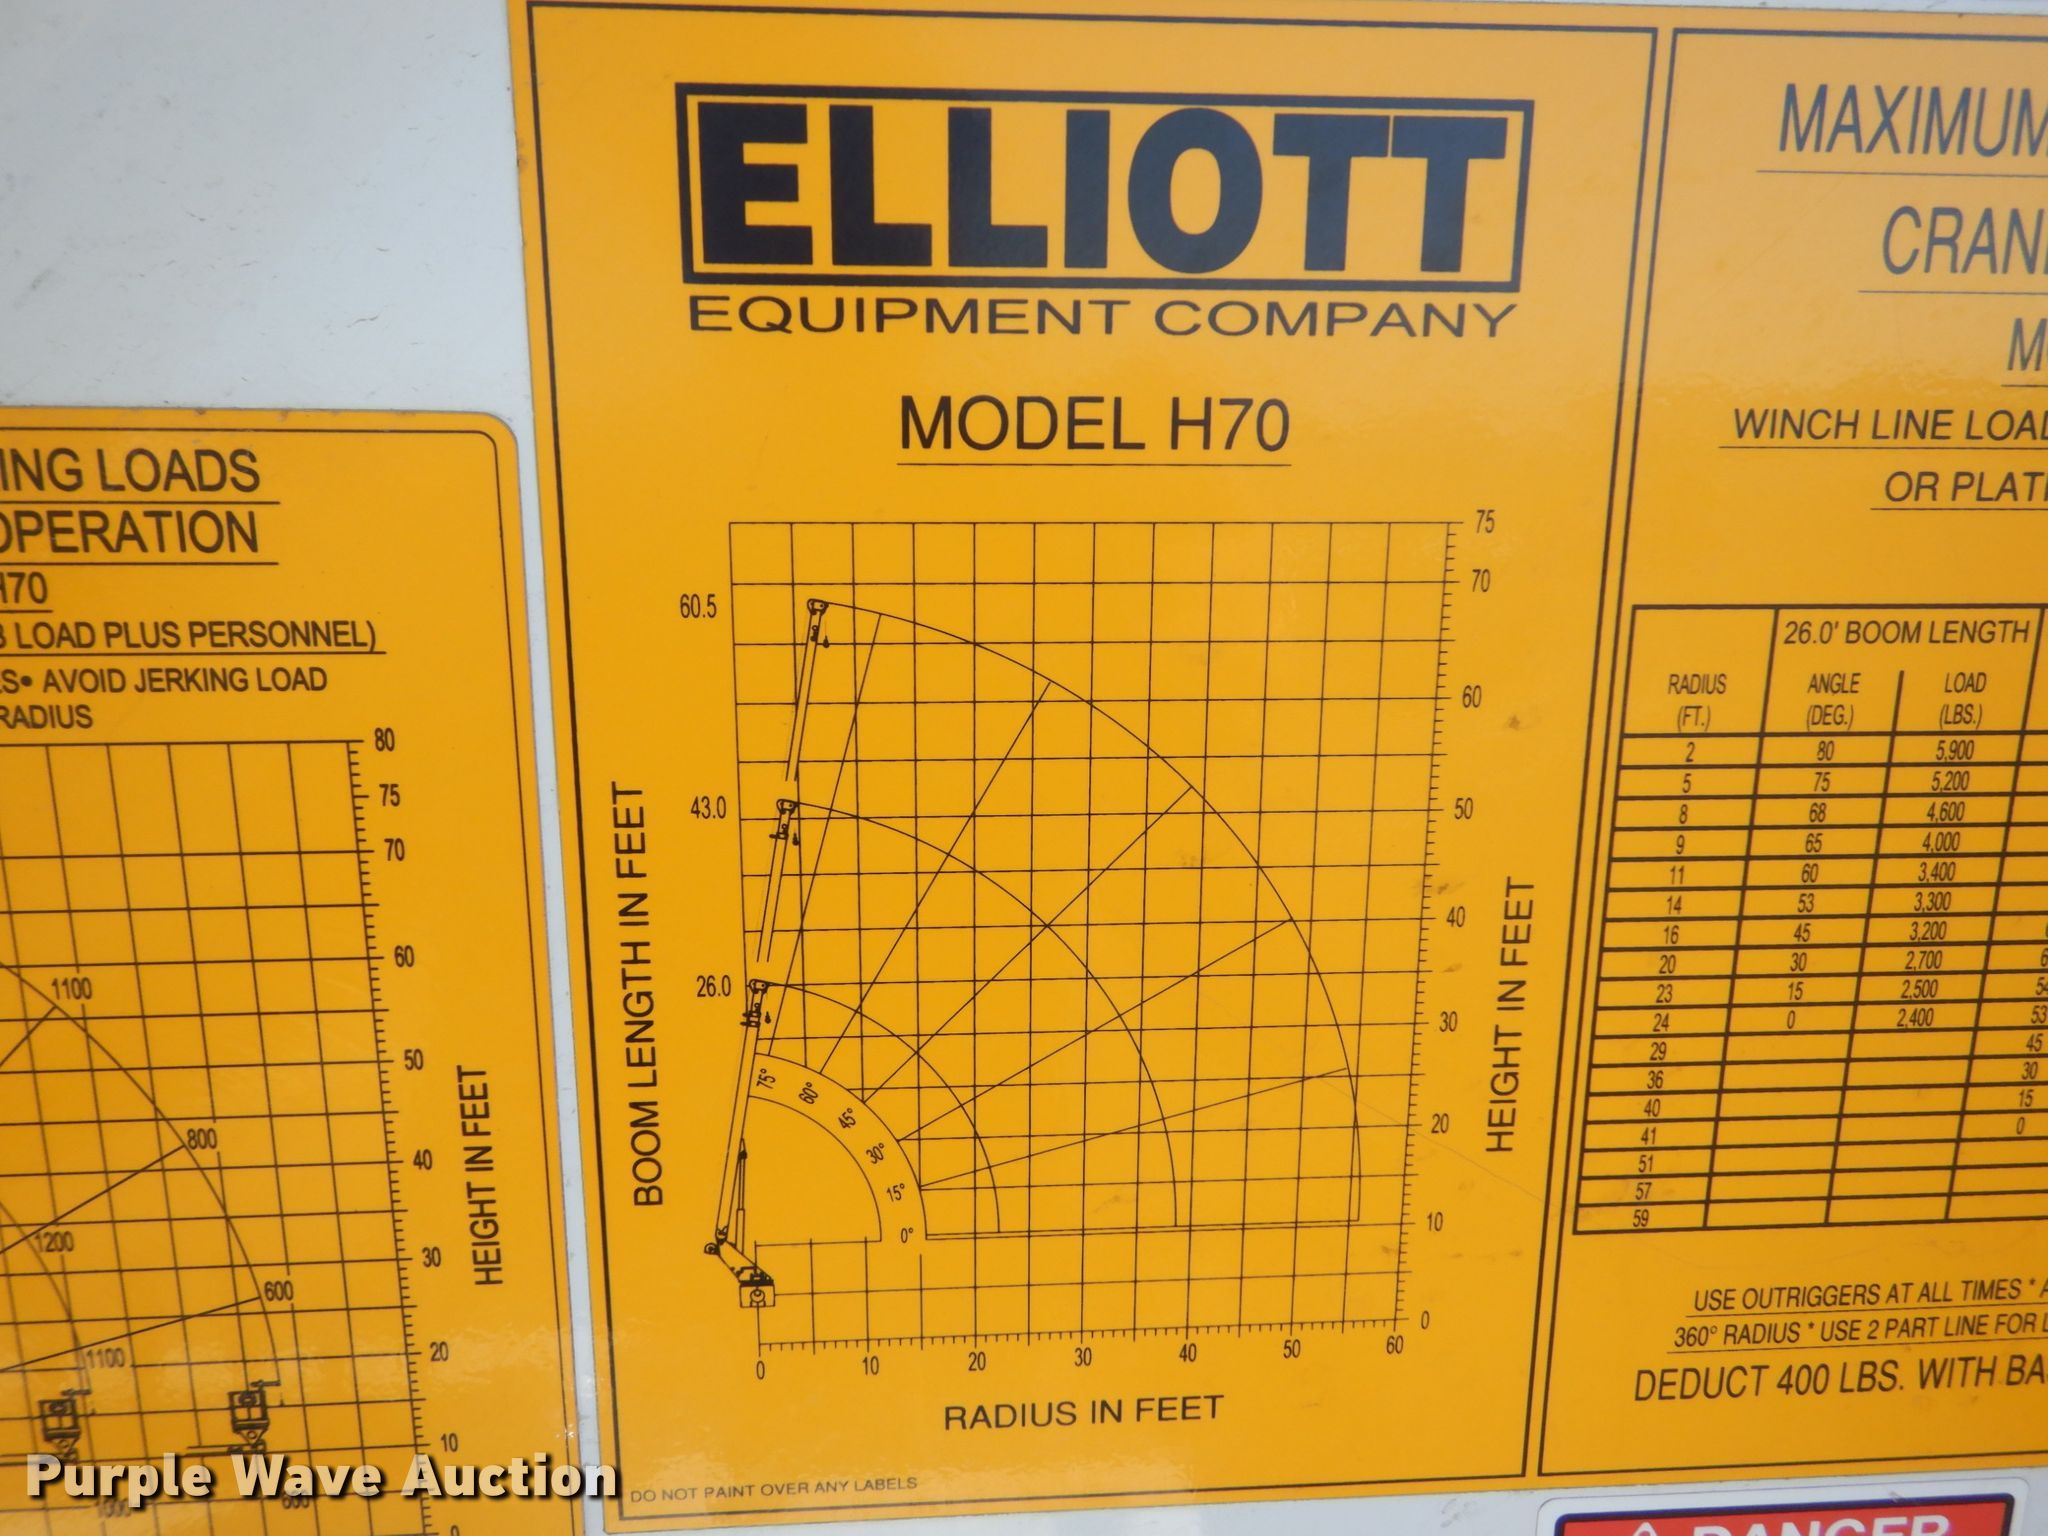 ELLIOTT
EQUIPMENT COMPANY
MODEL H70
75
70
60
50
40
30
20
10
0
60.5
43.0
26.0
75°
60°
45°
30°
15°
0°
0 10 20 30 40 50 60
BOOM LENGTH IN FEET
HEIGHT IN FEET
RADIUS IN FEET
DO NOT PAINT OVER ANY LABELS
ING LOADS
OPERATION
H70
LOAD PLUS PERSONNEL)
• AVOID JERKING LOAD
RADIUS
80
75
70
60
50
40
30
20
10
0
1100
800
1200
600
1100
1000
600
HEIGHT IN FEET
MAXIMUM
CRAN
M
WINCH LINE LOAD
OR PLAT
26.0' BOOM LENGTH
RADIUS ANGLE LOAD
(FT.) (DEG.) (LBS.)
2 80 5,900
5 75 5,200
8 68 4,600
9 65 4,000
11 60 3,400
14 53 3,300
16 45 3,200
20 30 2,700 6
23 15 2,500 54
24 0 2,400 53
29 45
36 30
40 15
41 0
51
57
59
USE OUTRIGGERS AT ALL TIMES *
360° RADIUS * USE 2 PART LINE FOR
DEDUCT 400 LBS. WITH BA
DANGER
Purple Wave Auction